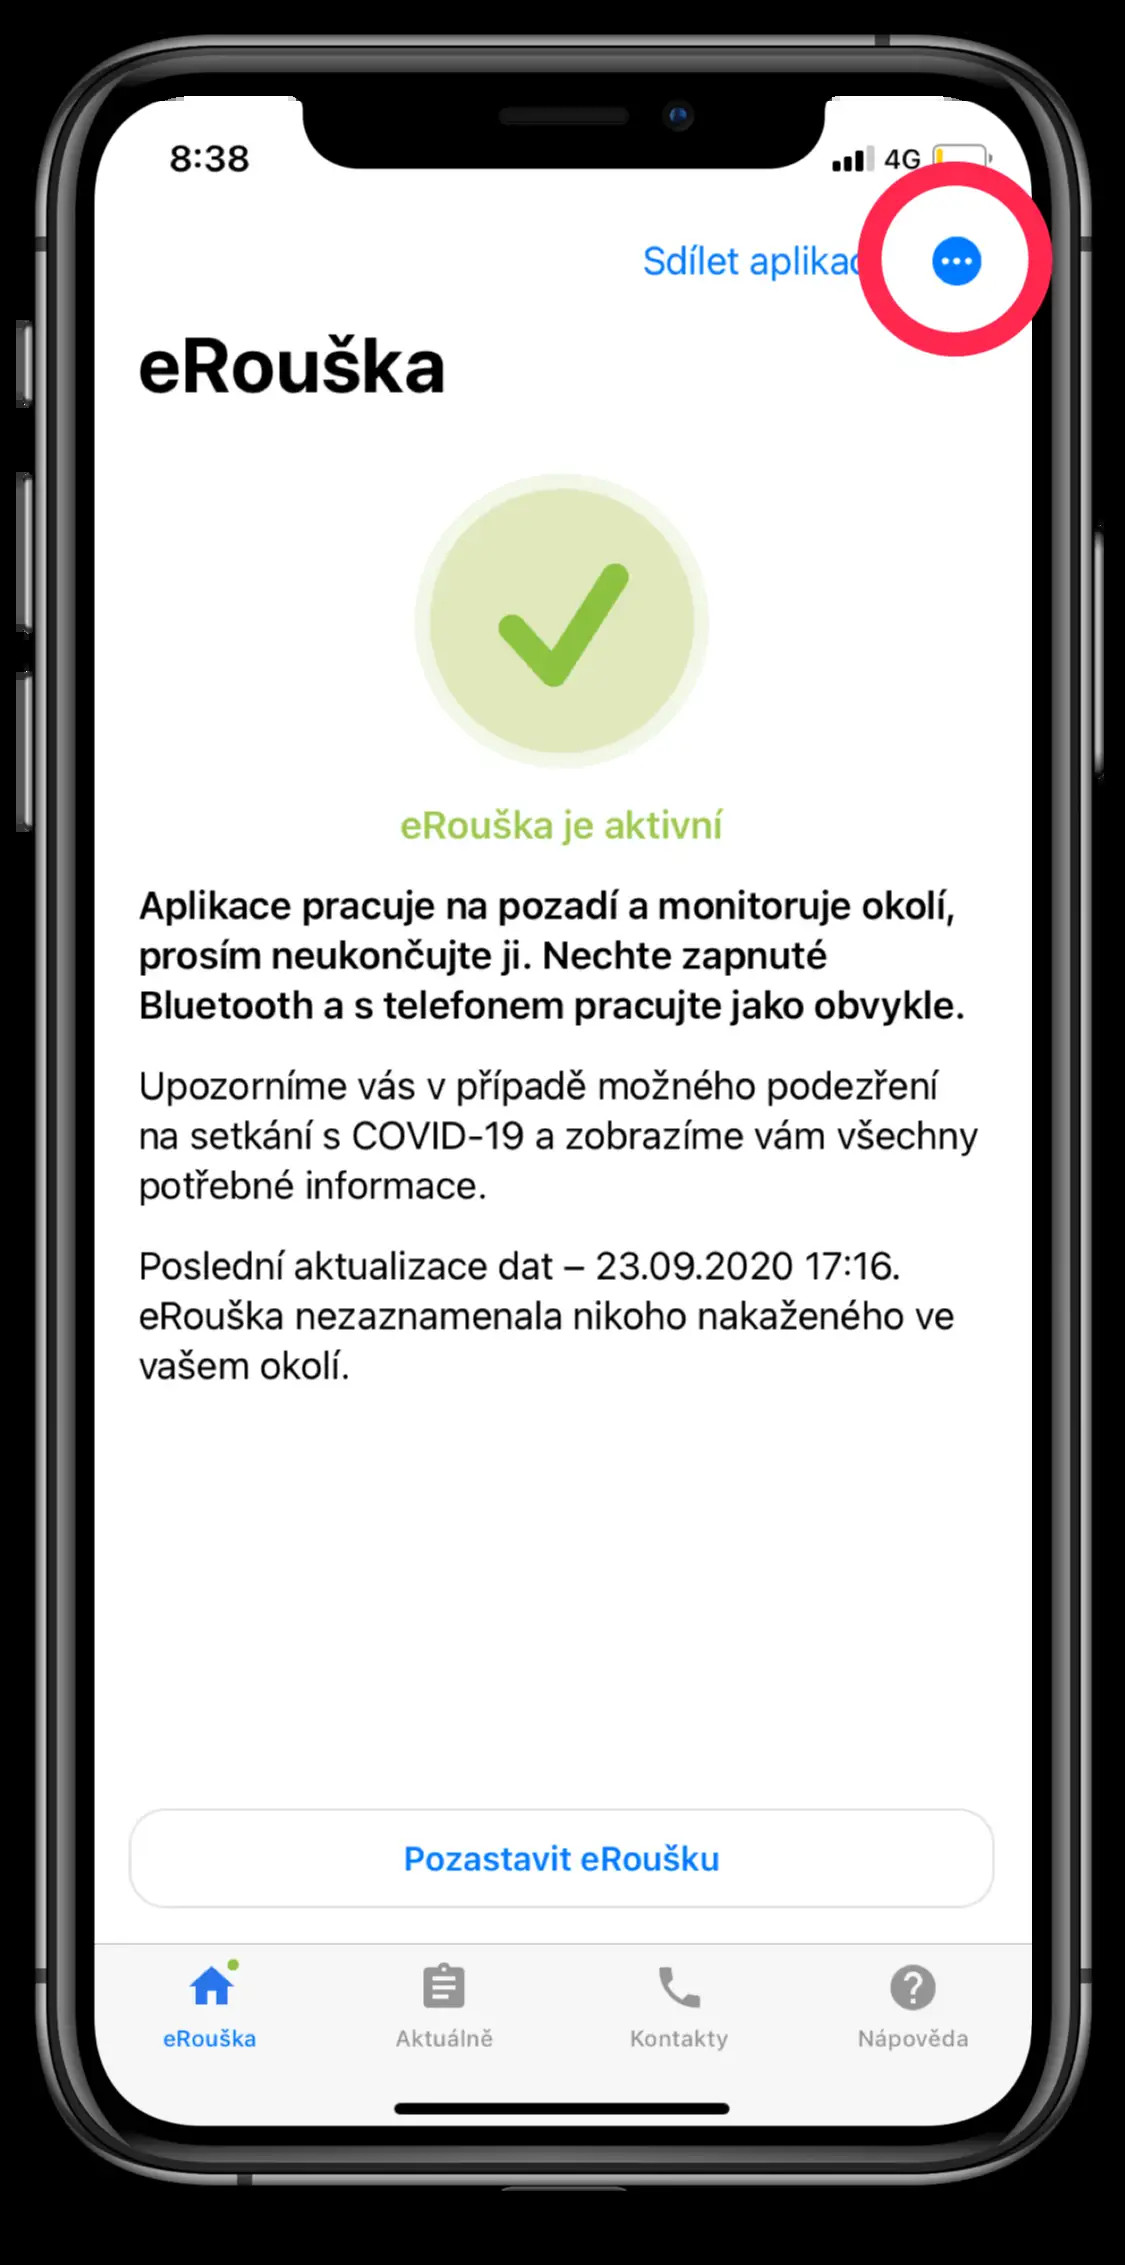 8:38
4G
Sdílet
eRouška
eRouška je aktivní
Aplikace pracuje na pozadí a monitoruje okolí,
prosím neukončujte ji. Nechte zapnuté
Bluetooth a s telefonem pracujte jako obvykle.
Upozorníme vás v případě možného podezření
na setkání s COVID-19 a zobrazíme vám všechny
potřebné informace.
Poslední aktualizace dat – 23.09.2020 17:16.
eRouška nezaznamenala nikoho nakaženého ve
vašem okolí.
Pozastavit eRoušku
eRouška
Aktuálně
Kontakty
Nápověda